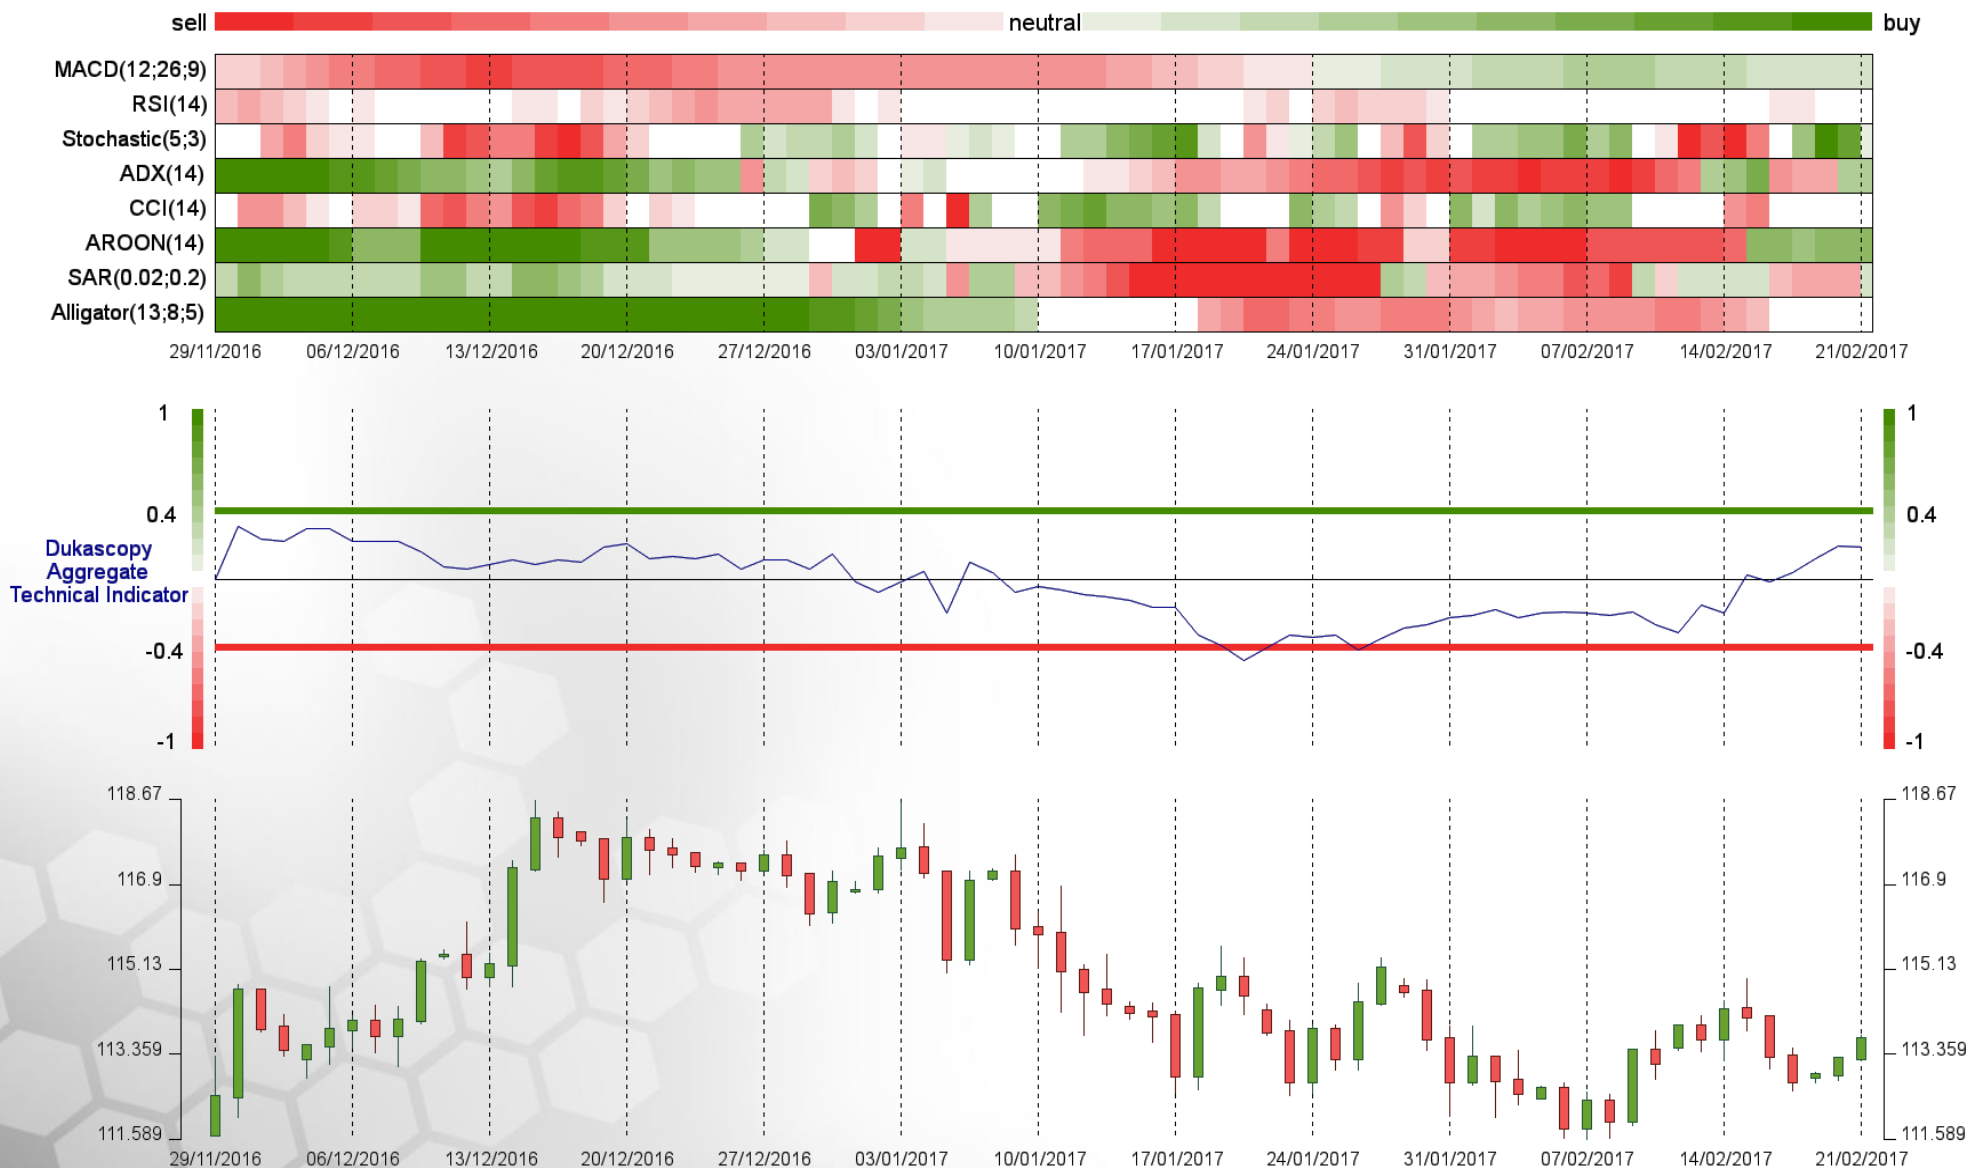 sell neutral buy
MACD(12;26;9)
RSI(14)
Stochastic(5;3)
ADX(14)
CCI(14)
AROON(14)
SAR(0.02;0.2)
Alligator(13;8;5)
29/11/2016 06/12/2016 13/12/2016 20/12/2016 27/12/2016 03/01/2017 10/01/2017 17/01/2017 24/01/2017 31/01/2017 07/02/2017 14/02/2017 21/02/2017
1 1
0.4 0.4
Dukascopy
Aggregate
Technical Indicator
-0.4 -0.4
-1 -1
118.67 118.67
116.9 116.9
115.13 115.13
113.359 113.359
111.589 111.589
29/11/2016 06/12/2016 13/12/2016 20/12/2016 27/12/2016 03/01/2017 10/01/2017 17/01/2017 24/01/2017 31/01/2017 07/02/2017 14/02/2017 21/02/2017